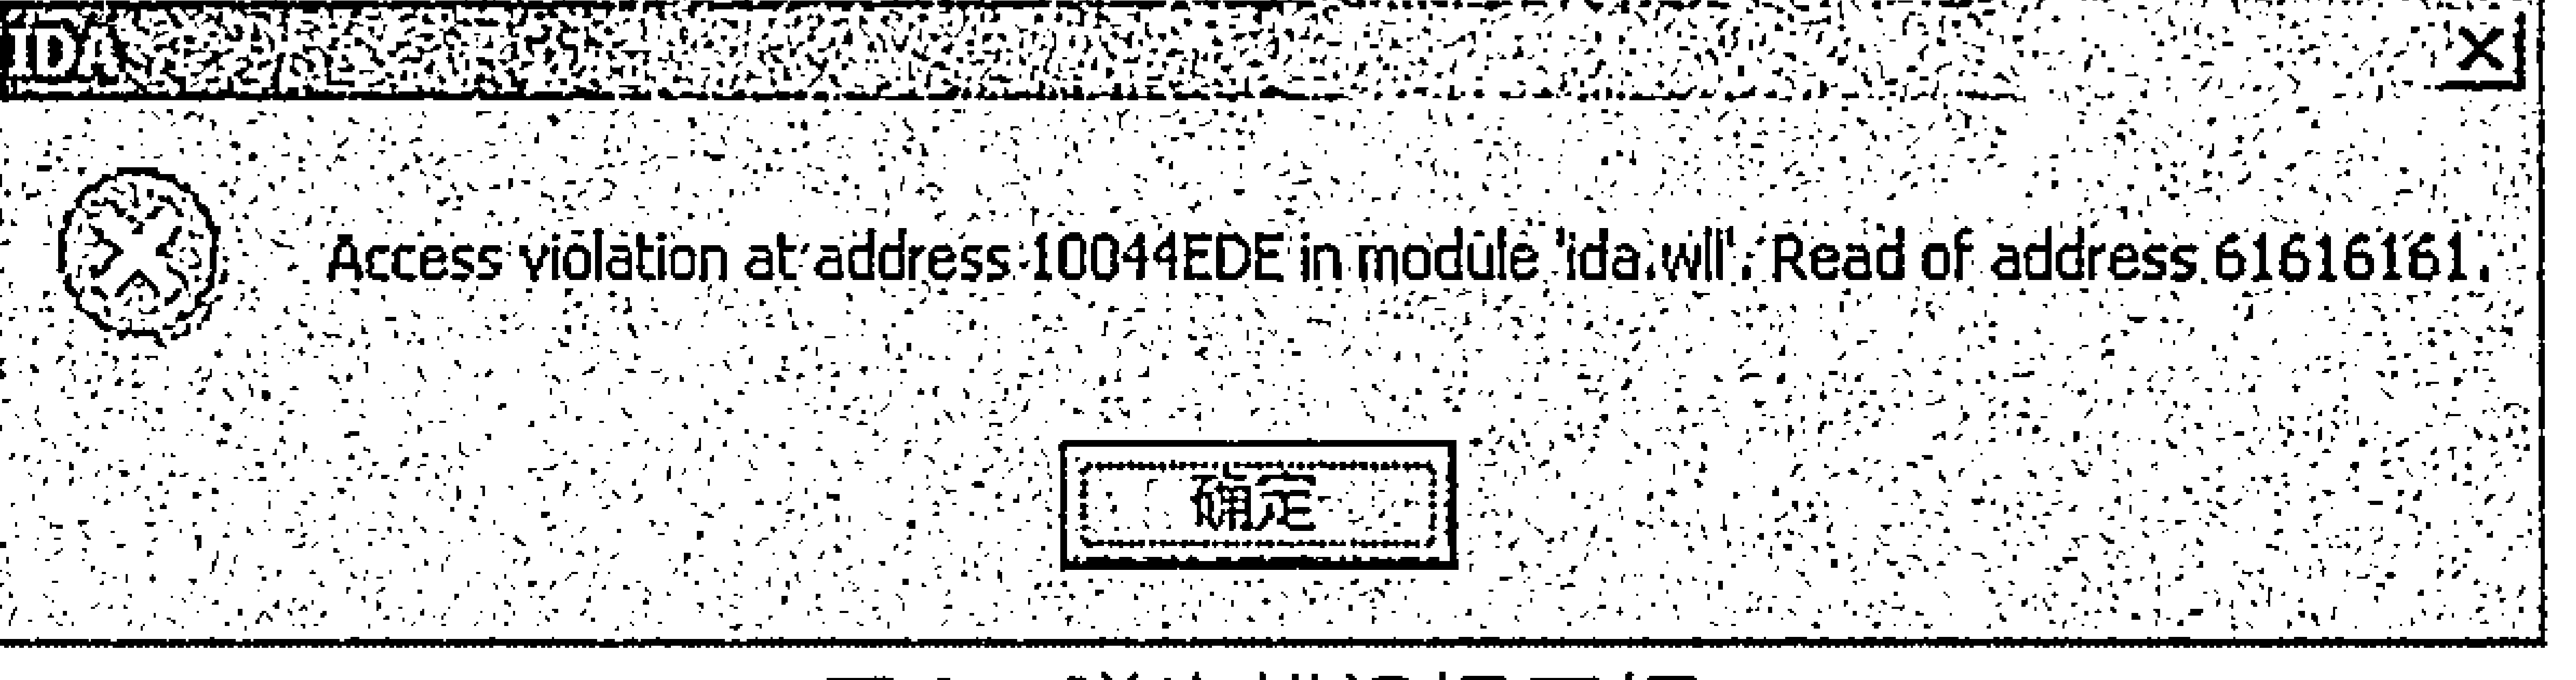 IDA
Access violation at address 10044EDE in module 'ida.wll'. Read of address 61616161.
确定